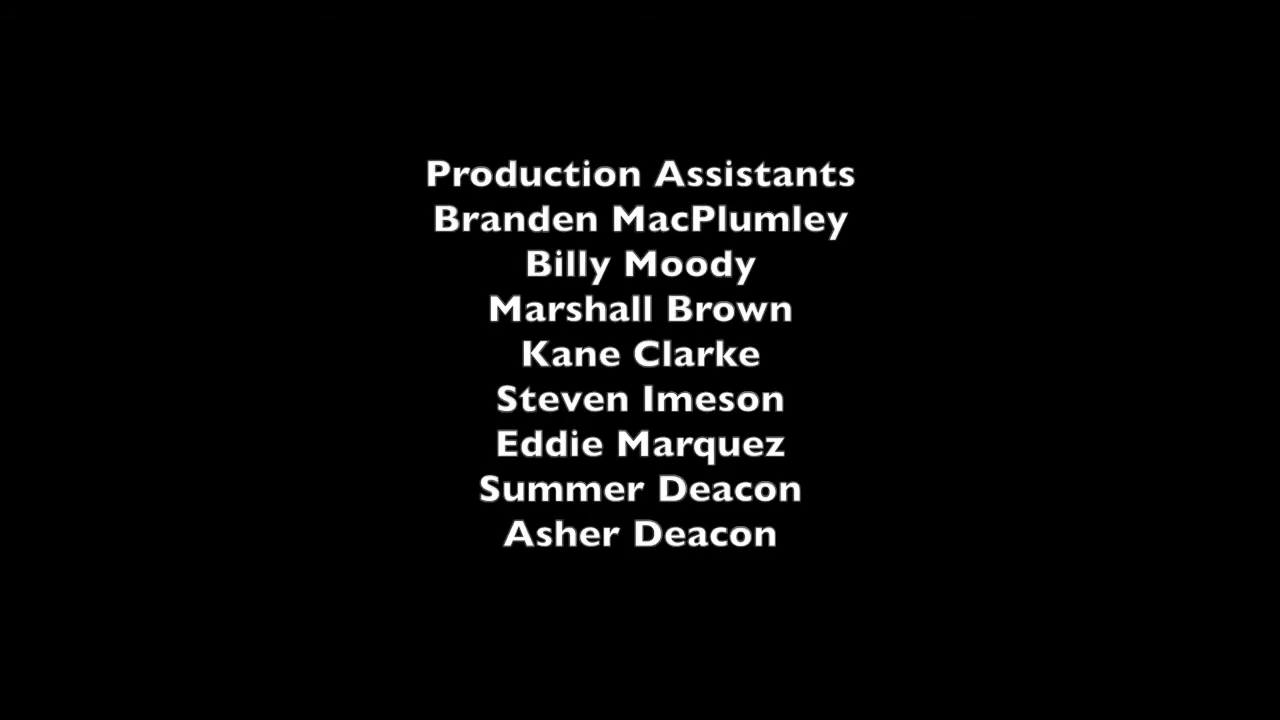 Production Assistants
Branden MacPlumley
Billy Moody
Marshall Brown
Kane Clarke
Steven Imeson
Eddie Marquez
Summer Deacon
Asher Deacon